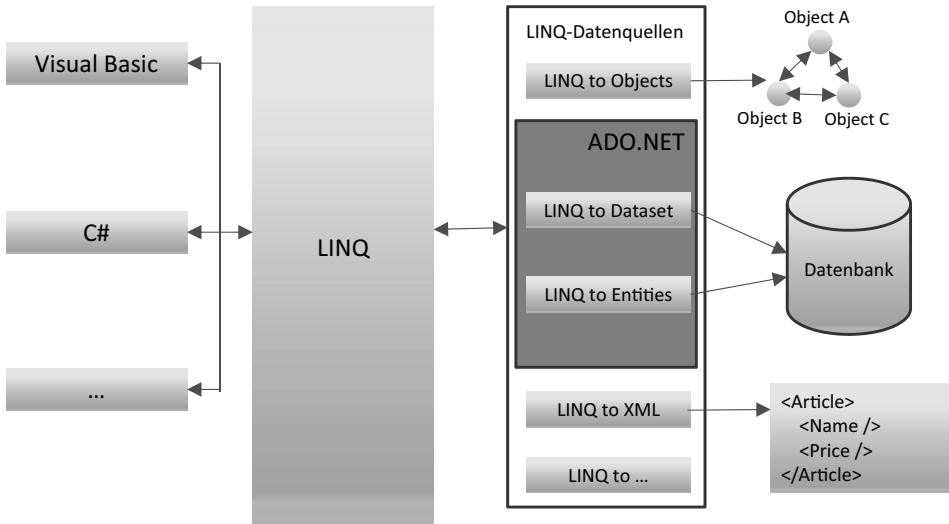 Visual Basic
C#
...
LINQ
LINQ-Datenquellen
LINQ to Objects
ADO.NET
LINQ to Dataset
LINQ to Entities
LINQ to XML
LINQ to ...
Object A
Object B
Object C
Datenbank
<Article>
<Name />
<Price />
</Article>